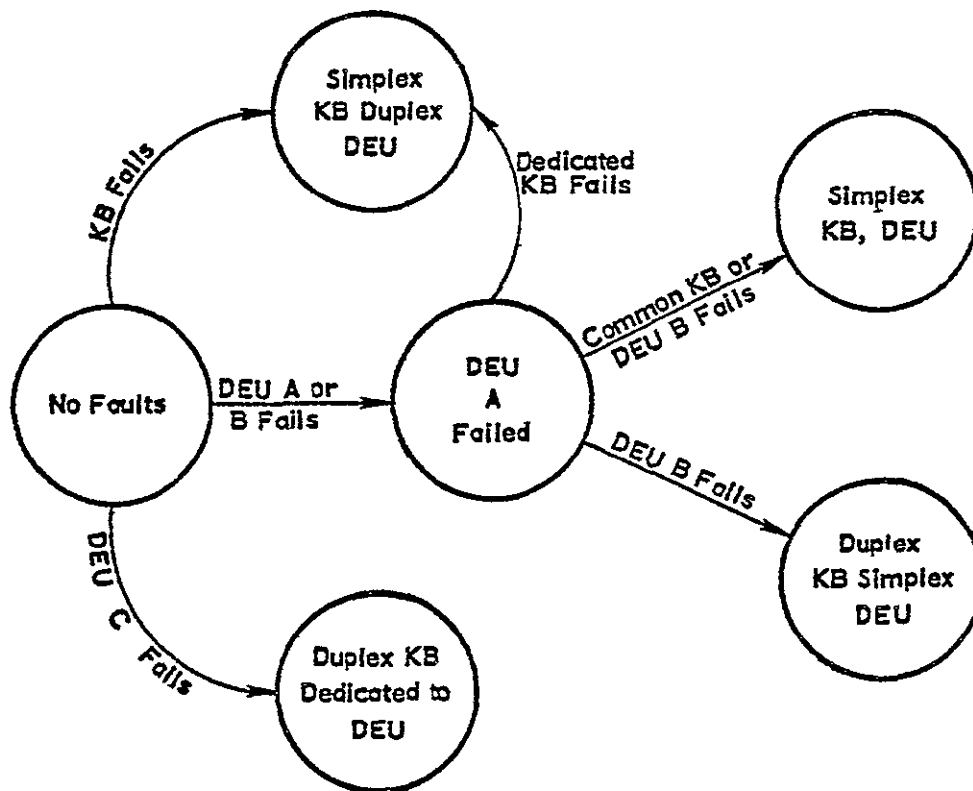 Simplex
KB Duplex
DEU
KB Fails
Dedicated
KB Fails
Simplex
KB, DEU
Common KB or
DEU B Fails
No Faults
DEU A or
B Fails
DEU
A
Failed
DEU B Fails
Duplex
KB Simplex
DEU
DEU C Fails
Duplex KB
Dedicated to
DEU